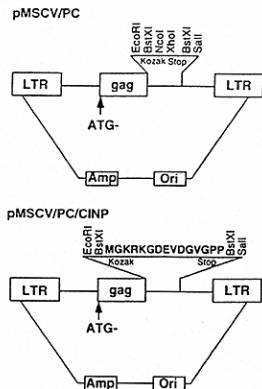 pMSCV/PC
EcoRI
BstXI
NcoI
XhoI
BstXI
SalI
Kozak Stop
LTR
gag
LTR
ATG-
Amp
Ori
pMSCV/PC/CINP
EcoRI
BstXI
MGKRKGDEVDGVGPP
BstXI
SalI
Kozak
Stop
LTR
gag
LTR
ATG-
Amp
Ori